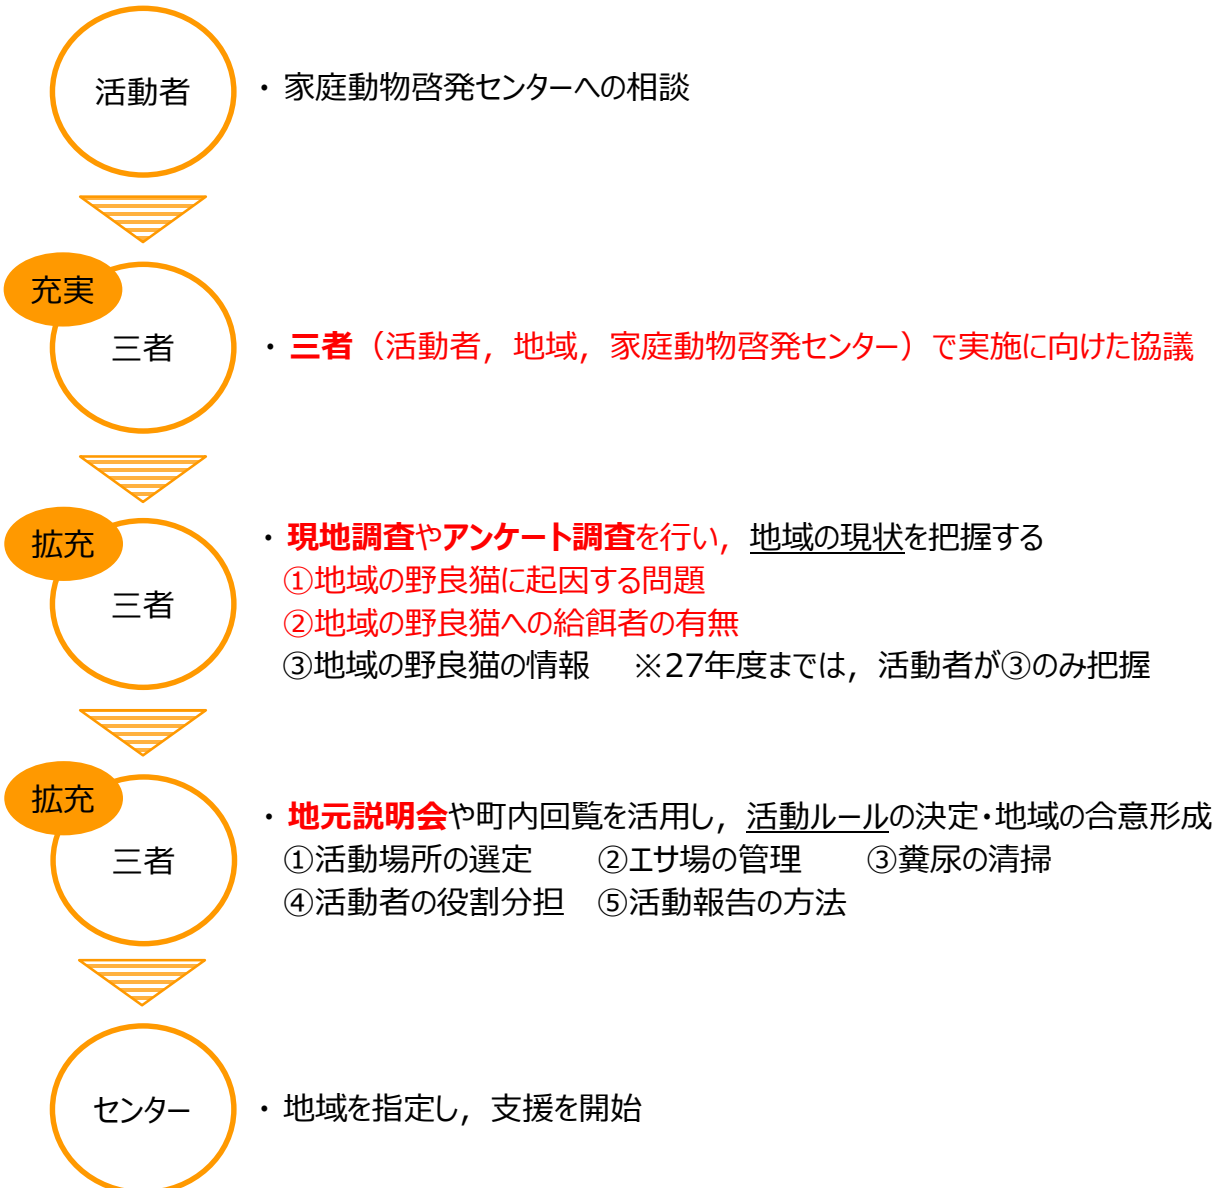 活動者
・ 家庭動物啓発センターへの相談
充実
三者
・ 三者（活動者，地域，家庭動物啓発センター）で実施に向けた協議
拡充
三者
・ 現地調査やアンケート調査を行い，地域の現状を把握する
①地域の野良猫に起因する問題
②地域の野良猫への給餌者の有無
③地域の野良猫の情報　※27年度までは，活動者が③のみ把握
拡充
三者
・ 地元説明会や町内回覧を活用し，活動ルールの決定・地域の合意形成
①活動場所の選定　②エサ場の管理　③糞尿の清掃
④活動者の役割分担　⑤活動報告の方法
センター
・ 地域を指定し，支援を開始